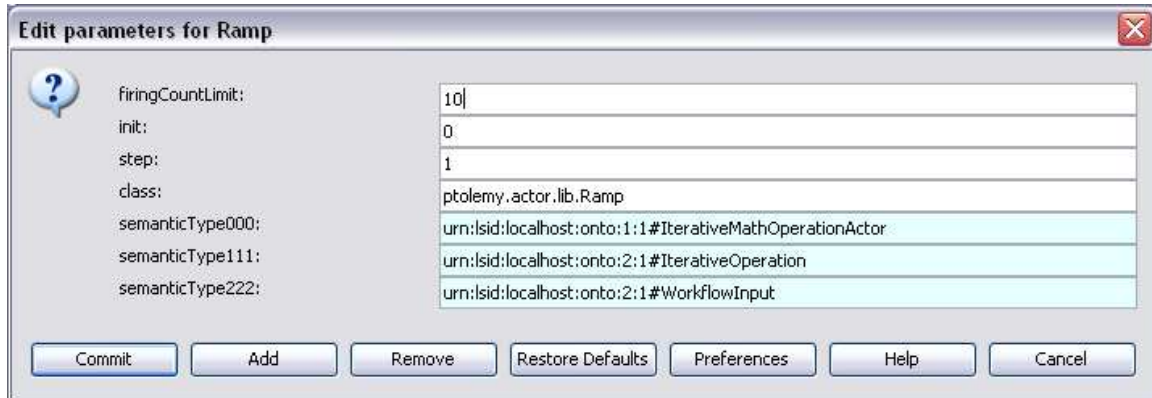 Edit parameters for Ramp
firingCountLimit: 10
init: 0
step: 1
class: ptolemy.actor.lib.Ramp
semanticType000: urn:lsid:localhost:onto:1:1#IterativeMathOperationActor
semanticType111: urn:lsid:localhost:onto:2:1#IterativeOperation
semanticType222: urn:lsid:localhost:onto:2:1#WorkflowInput
Commit Add Remove Restore Defaults Preferences Help Cancel